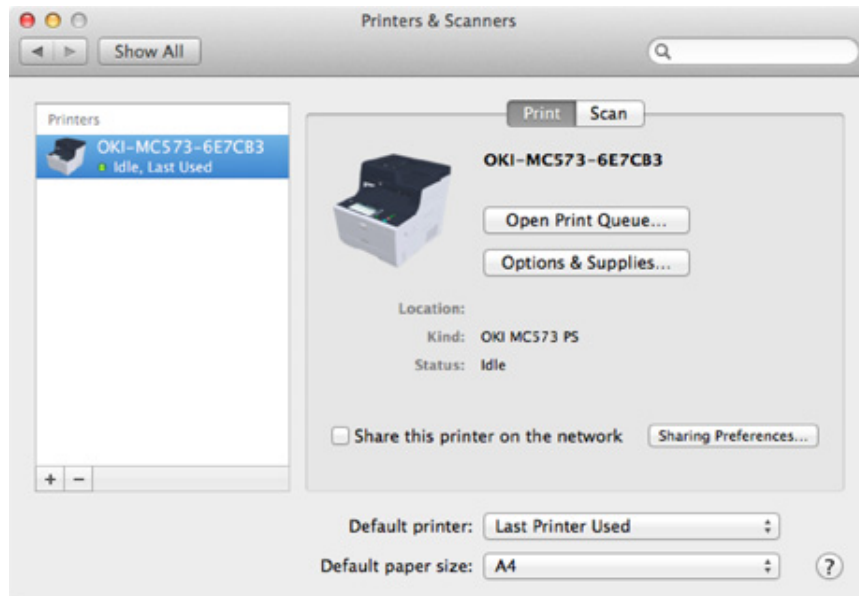 Printers & Scanners
Show All
Printers
OKI-MC573-6E7CB3
Idle, Last Used
Print Scan
OKI-MC573-6E7CB3
Open Print Queue...
Options & Supplies...
Location:
Kind: OKI MC573 PS
Status: Idle
Share this printer on the network Sharing Preferences...
+ −
Default printer: Last Printer Used
Default paper size: A4 ?